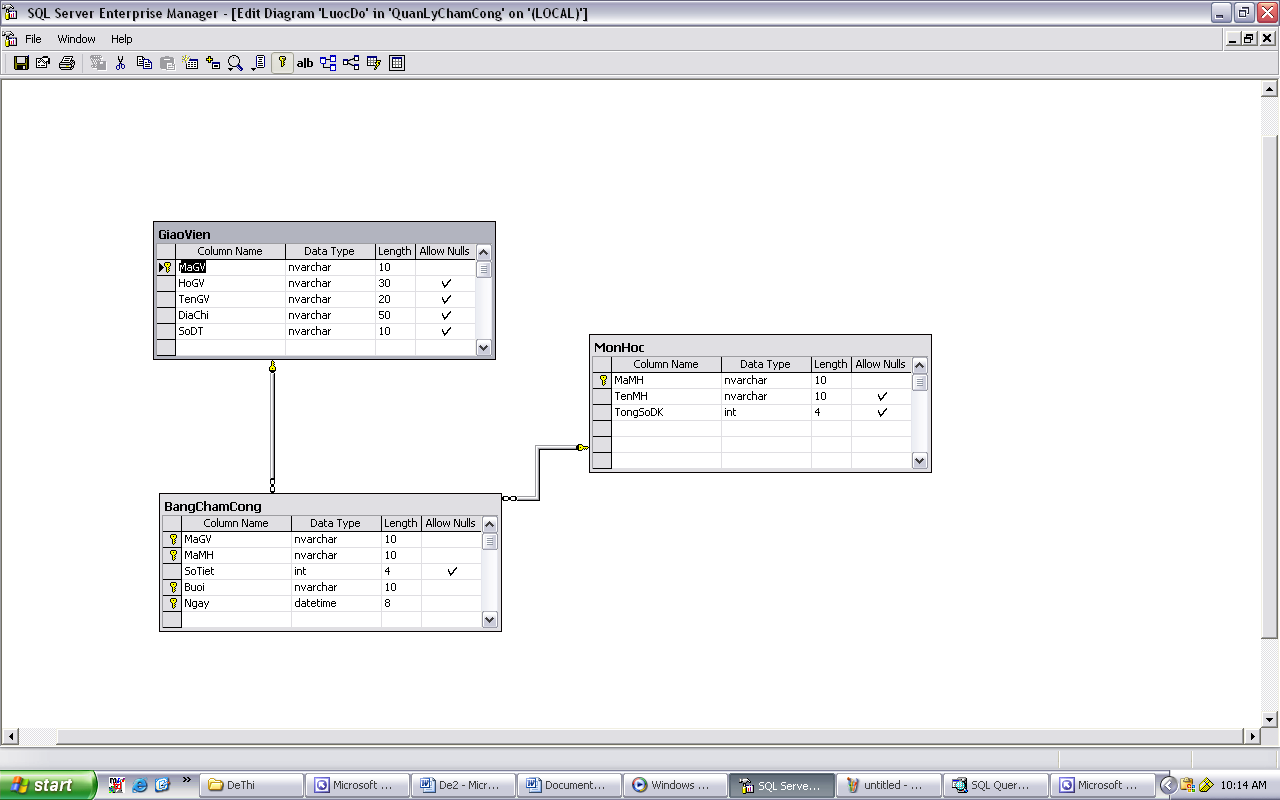 SQL Server Enterprise Manager - [Edit Diagram 'LuocDo' in 'QuanLyChamCong' on '(LOCAL)']
File Window Help
alb
GiaoVien
Column Name Data Type Length Allow Nulls
MaGV nvarchar 10
HoGV nvarchar 30
TenGV nvarchar 20
DiaChi nvarchar 50
SoDT nvarchar 10
MonHoc
Column Name Data Type Length Allow Nulls
MaMH nvarchar 10
TenMH nvarchar 10
TongSoDK int 4
BangChamCong
Column Name Data Type Length Allow Nulls
MaGV nvarchar 10
MaMH nvarchar 10
SoTiet int 4
Buoi nvarchar 10
Ngay datetime 8
start » DeThi Microsoft ... De2 - Micr... Document... Windows ... SQL Serve... untitled - ... SQL Quer... Microsoft ... 10:14 AM